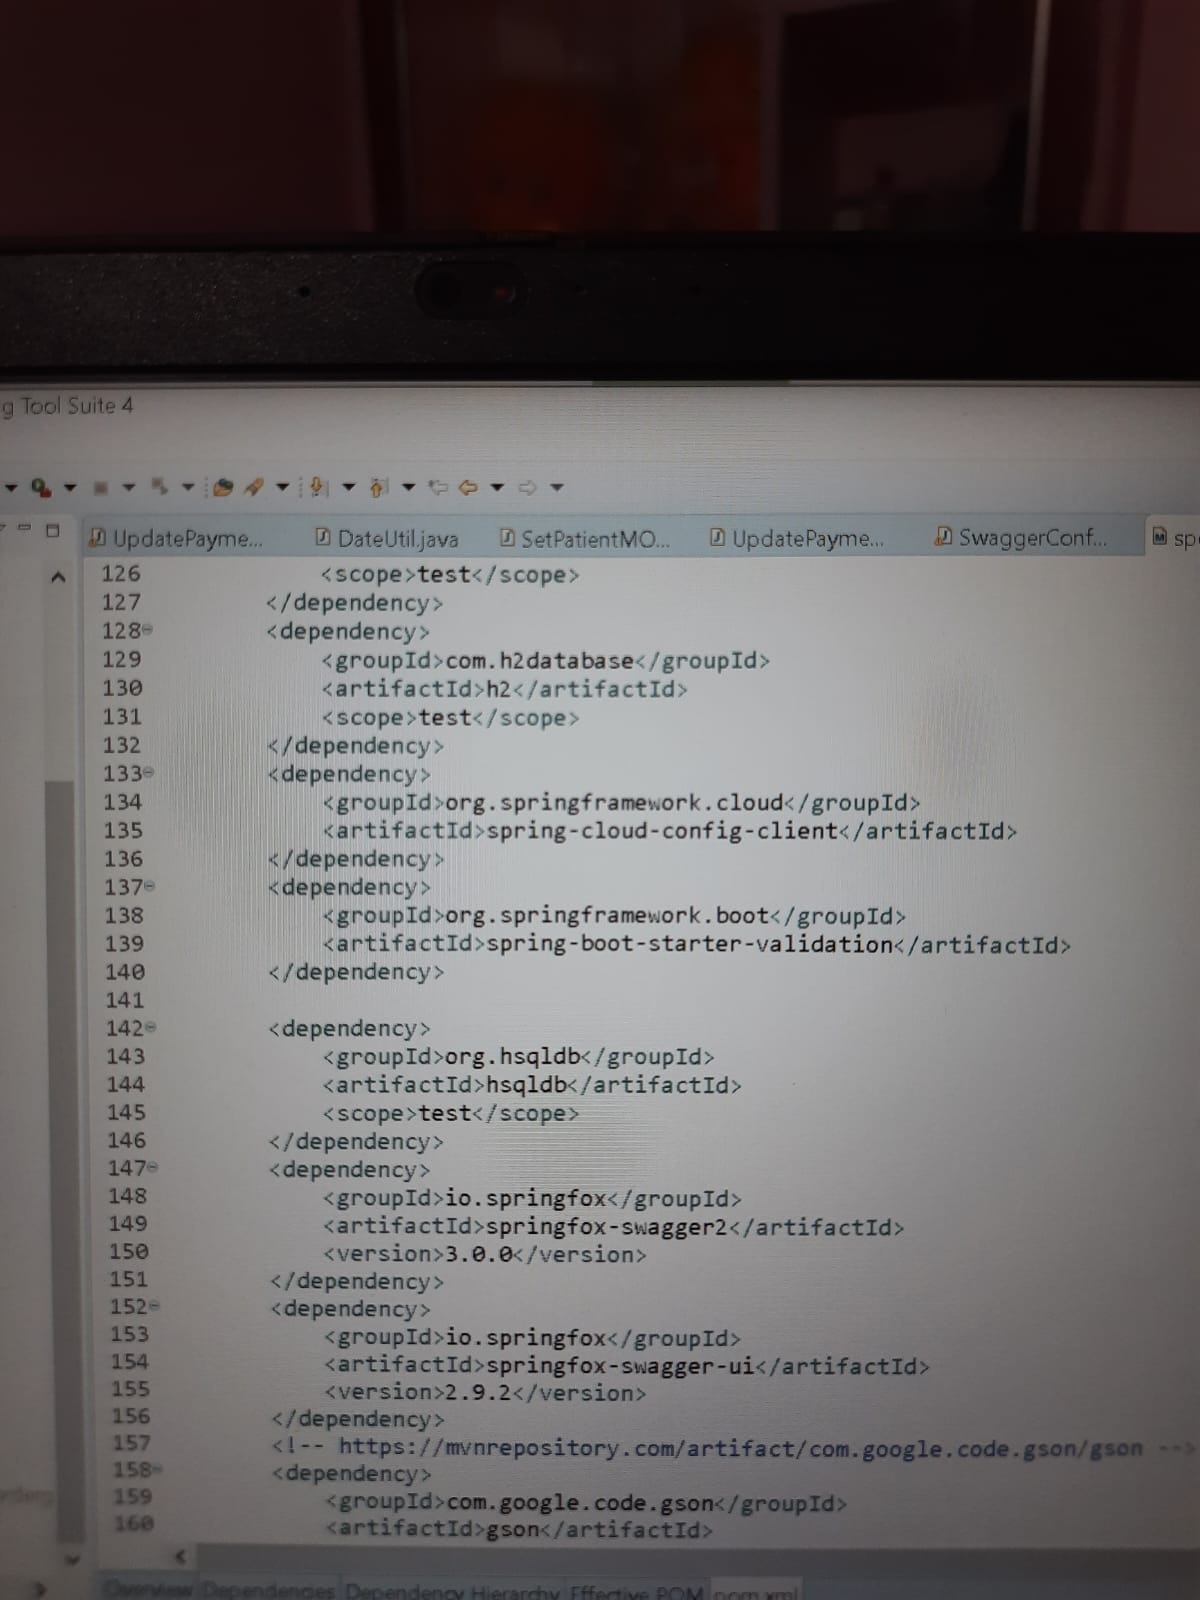 g Tool Suite 4
UpdatePayme... DateUtil.java SetPatientMO... UpdatePayme... SwaggerConf... sp
126 <scope>test</scope>
127 </dependency>
128 <dependency>
129 <groupId>com.h2database</groupId>
130 <artifactId>h2</artifactId>
131 <scope>test</scope>
132 </dependency>
133 <dependency>
134 <groupId>org.springframework.cloud</groupId>
135 <artifactId>spring-cloud-config-client</artifactId>
136 </dependency>
137 <dependency>
138 <groupId>org.springframework.boot</groupId>
139 <artifactId>spring-boot-starter-validation</artifactId>
140 </dependency>
141
142 <dependency>
143 <groupId>org.hsqldb</groupId>
144 <artifactId>hsqldb</artifactId>
145 <scope>test</scope>
146 </dependency>
147 <dependency>
148 <groupId>io.springfox</groupId>
149 <artifactId>springfox-swagger2</artifactId>
150 <version>3.0.0</version>
151 </dependency>
152 <dependency>
153 <groupId>io.springfox</groupId>
154 <artifactId>springfox-swagger-ui</artifactId>
155 <version>2.9.2</version>
156 </dependency>
157 <!-- https://mvnrepository.com/artifact/com.google.code.gson/gson -->
158 <dependency>
159 <groupId>com.google.code.gson</groupId>
160 <artifactId>gson</artifactId>
Overview Dependencies Dependency Hierarchy Effective POM pom.xml